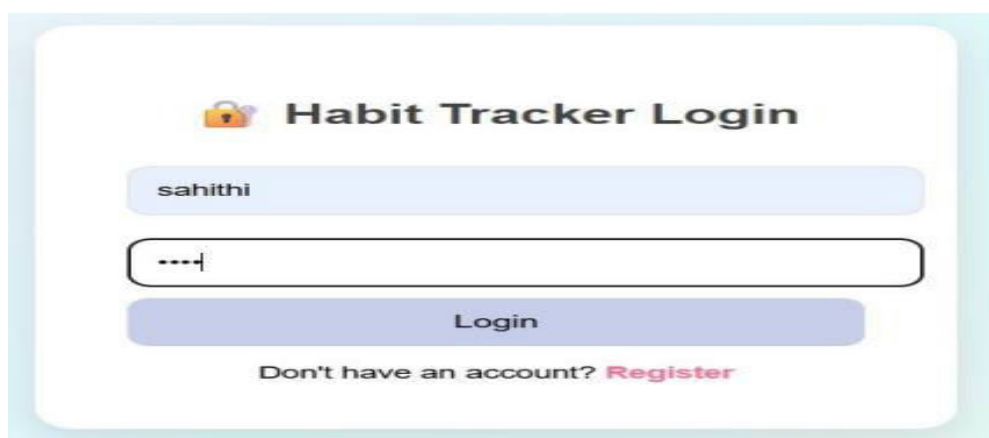 Habit Tracker Login
sahithi
••••
Login
Don't have an account? Register